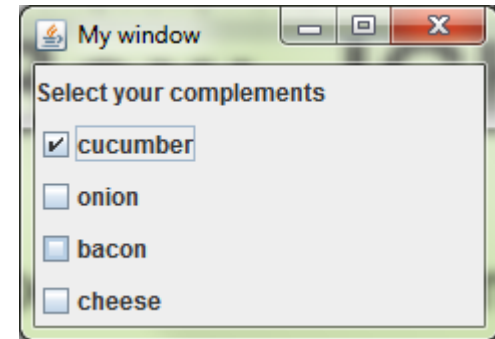 My window
Select your complements
cucumber
onion
bacon
cheese